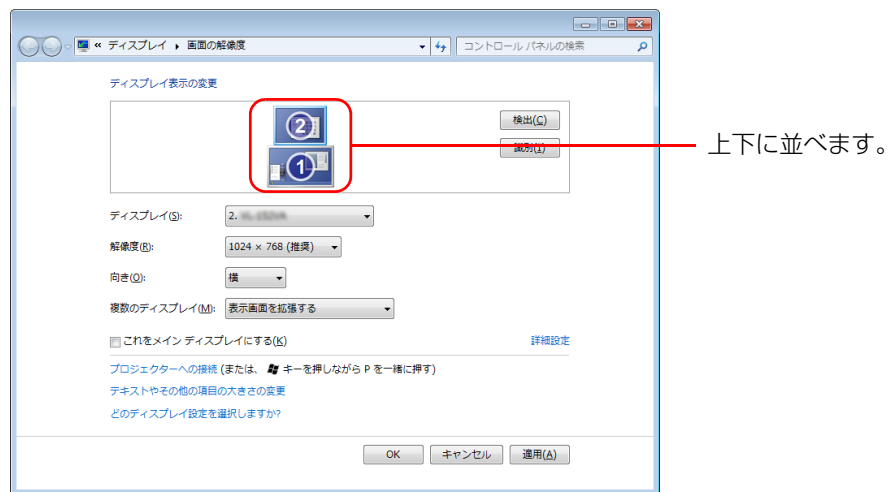 « ディスプレイ ▸ 画面の解像度
コントロール パネルの検索
ディスプレイ表示の変更
2
1
検出(C)
識別(I)
上下に並べます。
ディスプレイ(S):
2.
解像度(R):
1024 × 768 (推奨)
向き(O):
横
複数のディスプレイ(M):
表示画面を拡張する
これをメイン ディスプレイにする(K)
詳細設定
プロジェクターへの接続 (または、 キーを押しながら P を一緒に押す)
テキストやその他の項目の大きさの変更
どのディスプレイ設定を選択しますか?
OK
キャンセル
適用(A)